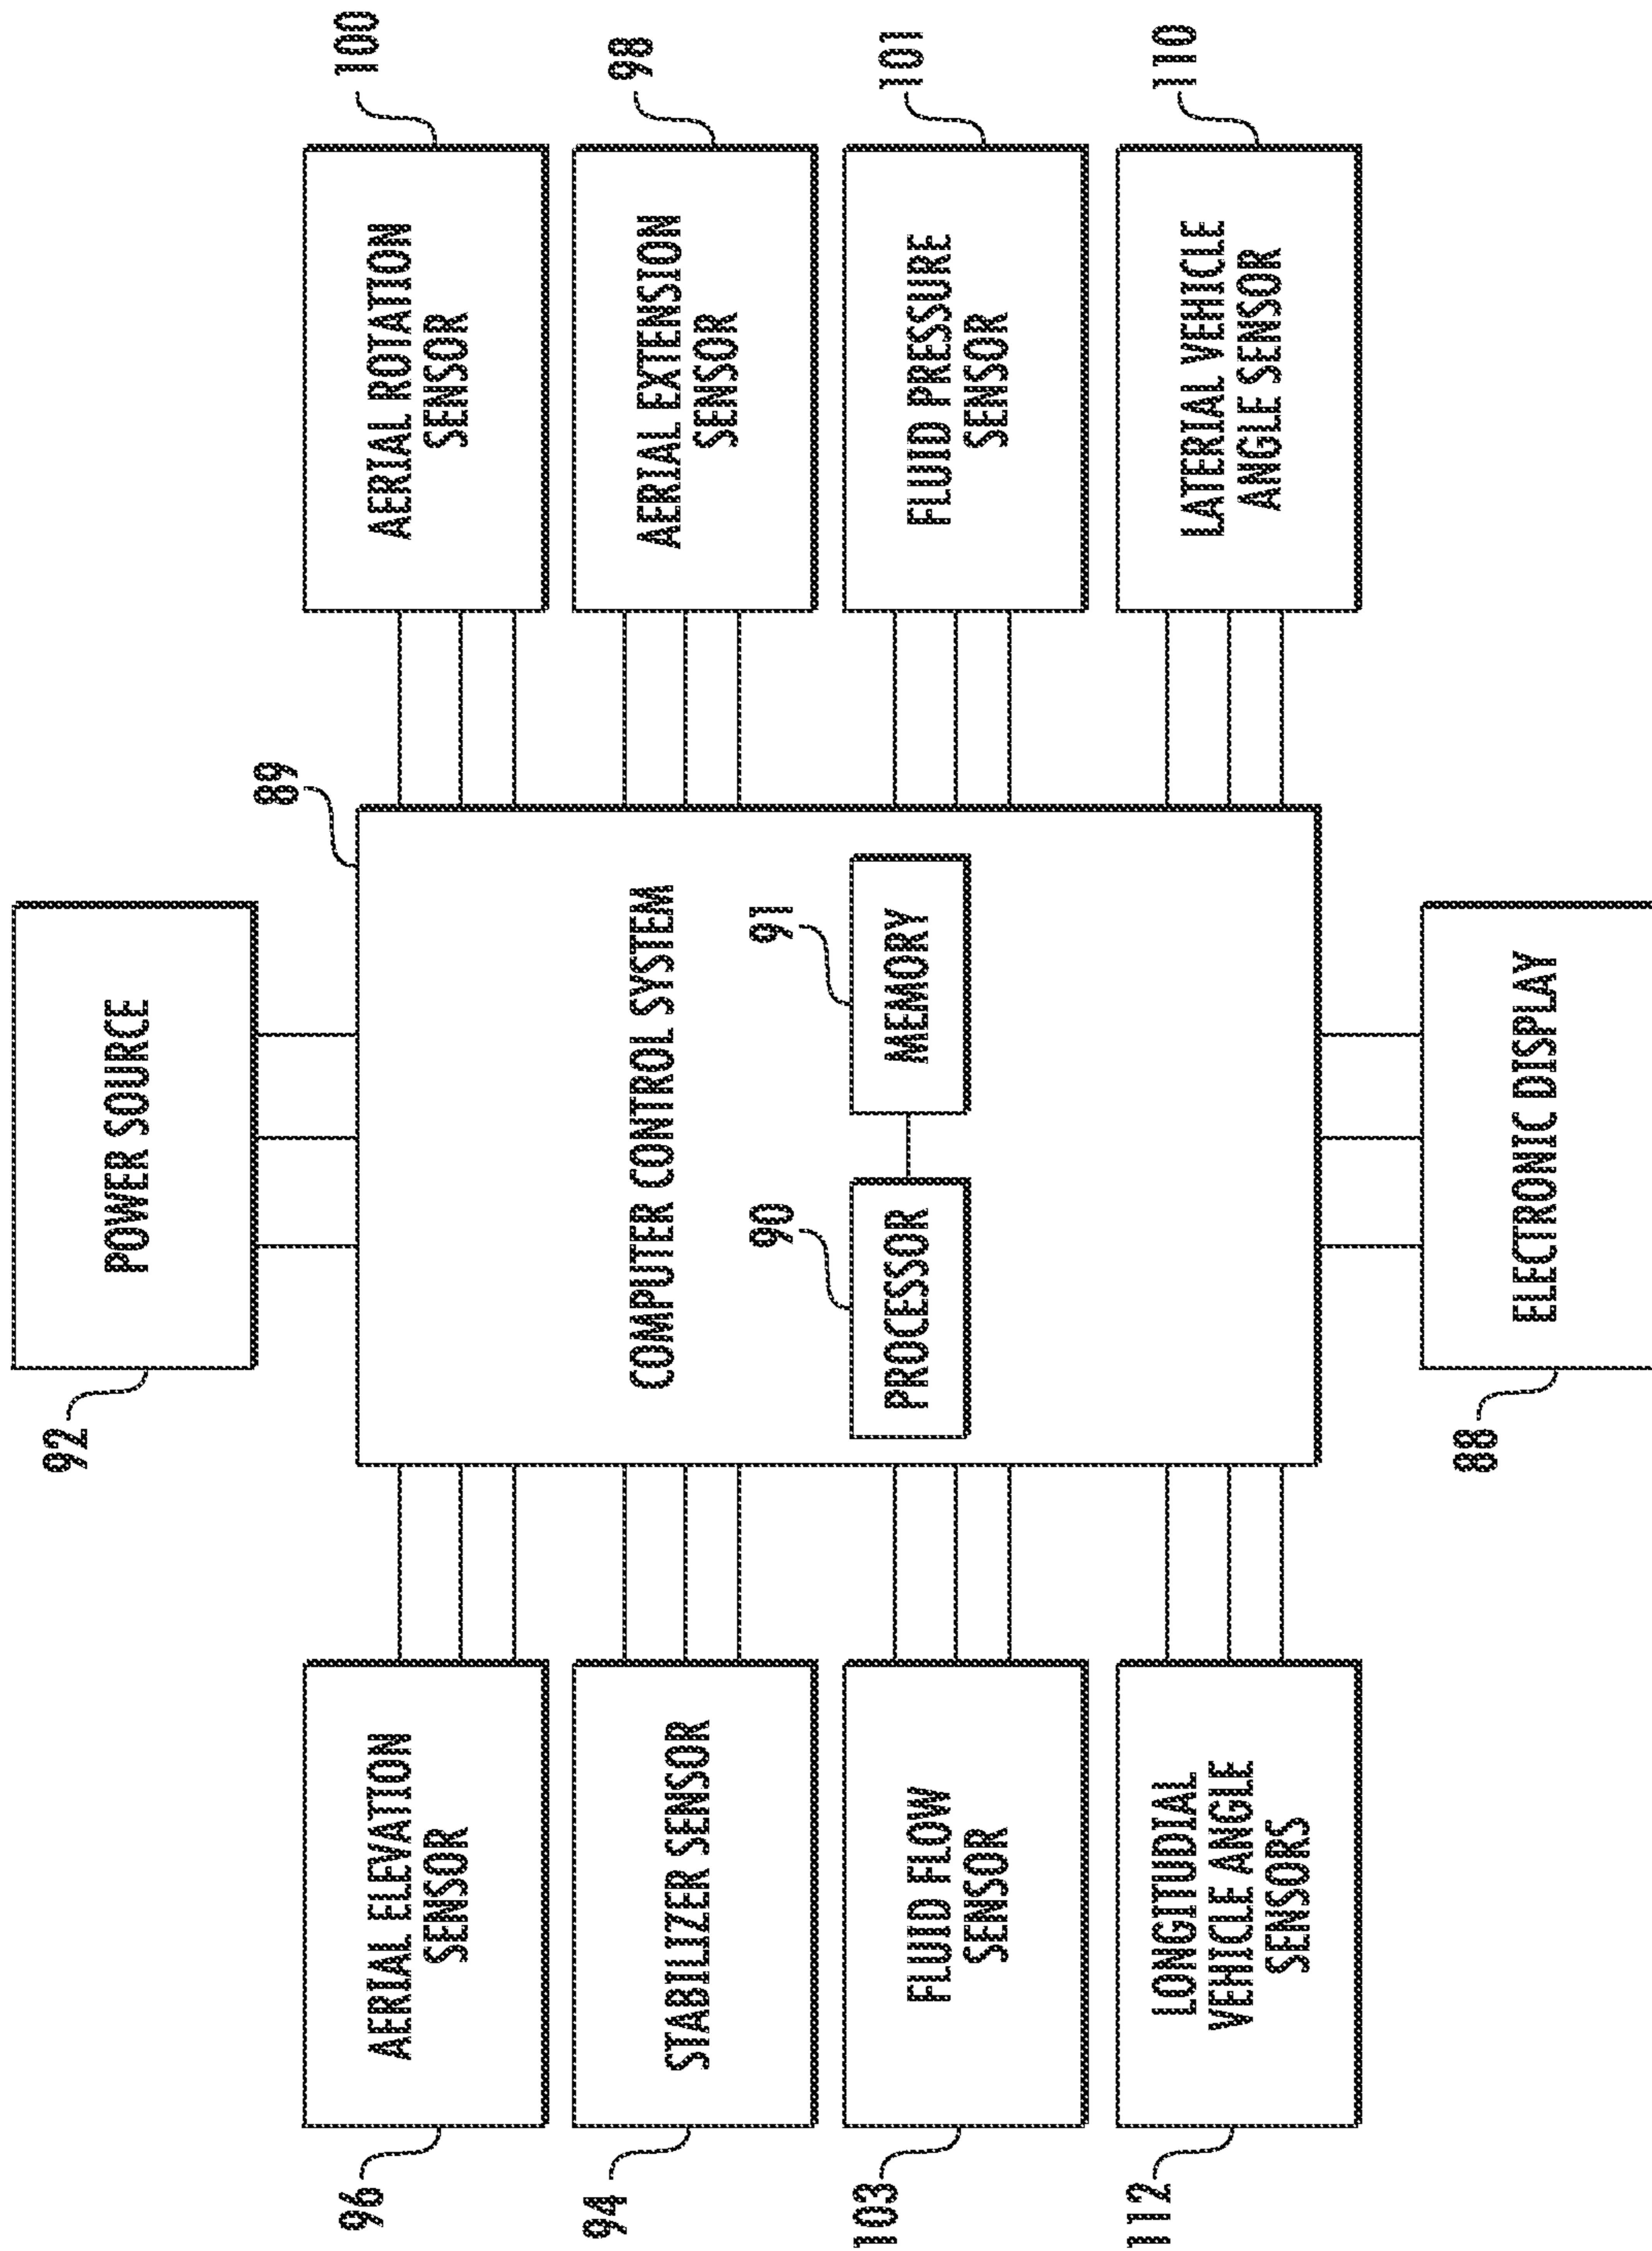 POWER SOURCE
92
89
96
AERIAL ELEVATION
SENSOR
AERIAL ROTATION
SENSOR
100
94
STABILIZER SENSOR
COMPUTER CONTROL SYSTEM
AERIAL EXTENSION
SENSOR
98
90
91
103
FLUID FLOW
SENSOR
PROCESSOR
MEMORY
FLUID PRESSURE
SENSOR
101
112
LONGITUDIAL
VEHICLE ANGLE
SENSORS
LATERIAL VEHICLE
ANGLE SENSOR
110
88
ELECTRONIC DISPLAY